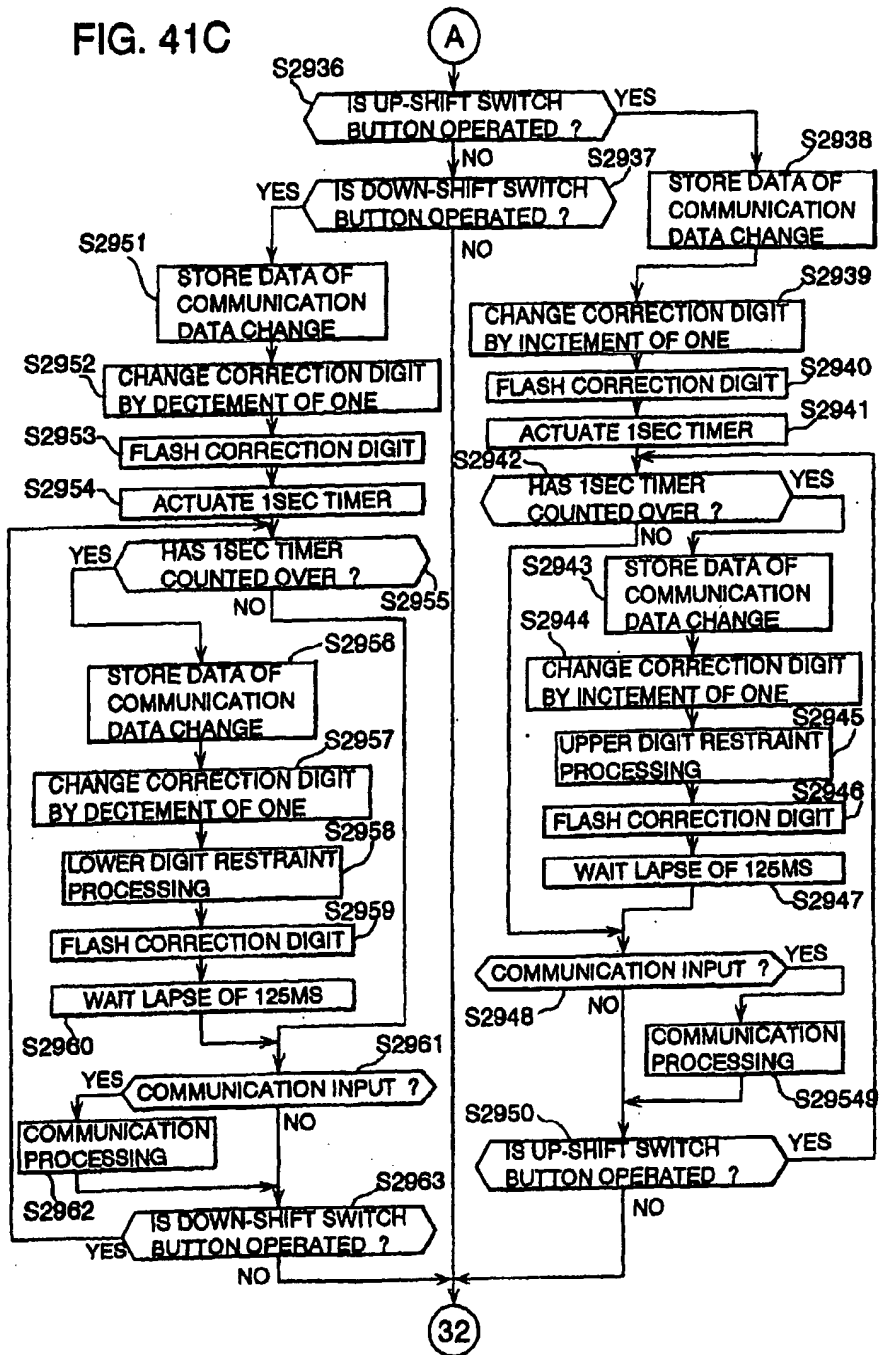 FIG. 41C
A
S2936
IS UP-SHIFT SWITCH
BUTTON OPERATED ?
YES
NO
S2937
S2938
YES
IS DOWN-SHIFT SWITCH
BUTTON OPERATED ?
NO
STORE DATA OF
COMMUNICATION
DATA CHANGE
S2951
STORE DATA OF
COMMUNICATION
DATA CHANGE
S2939
CHANGE CORRECTION DIGIT
BY INCTEMENT OF ONE
S2952
CHANGE CORRECTION DIGIT
BY DECTEMENT OF ONE
S2940
FLASH CORRECTION DIGIT
S2953
FLASH CORRECTION DIGIT
S2941
ACTUATE 1SEC TIMER
S2954
ACTUATE 1SEC TIMER
S2942
HAS 1SEC TIMER
COUNTED OVER ?
YES
NO
YES
HAS 1SEC TIMER
COUNTED OVER ?
S2955
NO
S2943
STORE DATA OF
COMMUNICATION
DATA CHANGE
S2944
CHANGE CORRECTION DIGIT
BY INCTEMENT OF ONE
S2956
STORE DATA OF
COMMUNICATION
DATA CHANGE
S2945
UPPER DIGIT RESTRAINT
PROCESSING
S2957
CHANGE CORRECTION DIGIT
BY DECTEMENT OF ONE
S2946
FLASH CORRECTION DIGIT
S2958
LOWER DIGIT RESTRAINT
PROCESSING
WAIT LAPSE OF 125MS
S2947
S2959
FLASH CORRECTION DIGIT
COMMUNICATION INPUT ?
YES
S2948
NO
WAIT LAPSE OF 125MS
S2960
S2961
COMMUNICATION
PROCESSING
S29549
YES
COMMUNICATION INPUT ?
NO
S2950
IS UP-SHIFT SWITCH
BUTTON OPERATED ?
YES
NO
COMMUNICATION
PROCESSING
S2962
S2963
IS DOWN-SHIFT SWITCH
BUTTON OPERATED ?
YES
NO
32